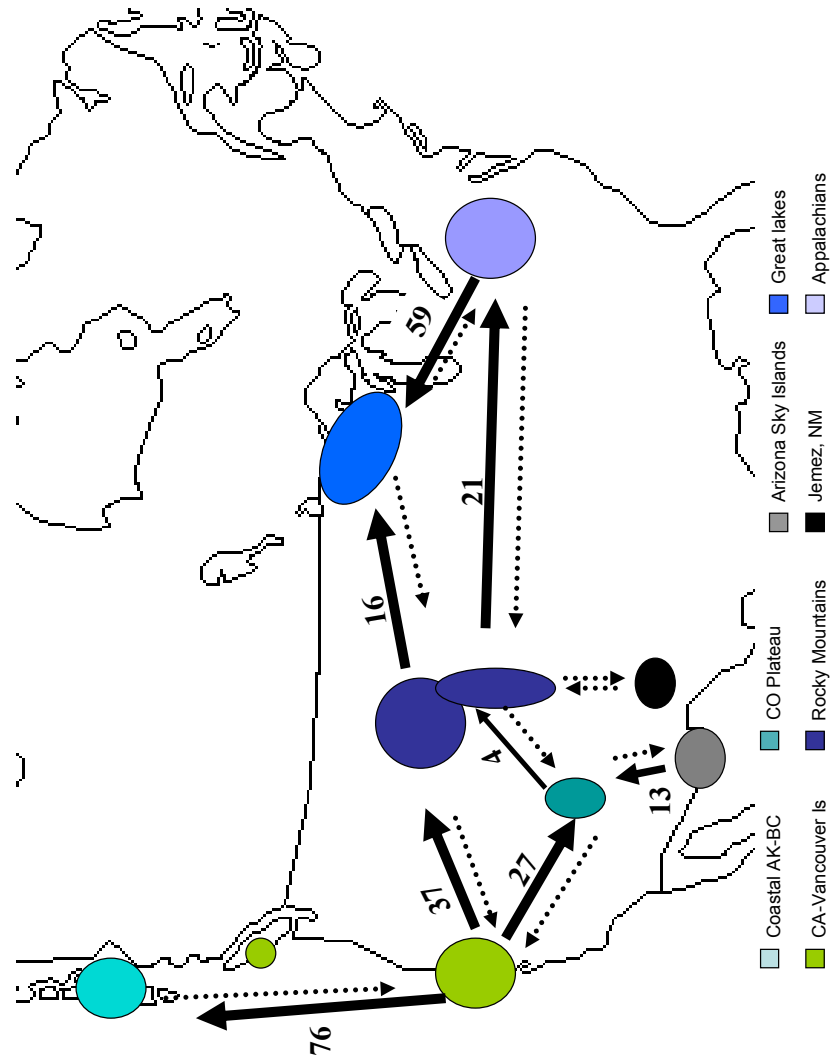 59
21
16
4
37
27
13
76
Coastal AK-BC
CO Plateau
Arizona Sky Islands
Great lakes
CA-Vancouver Is
Rocky Mountains
Jemez, NM
Appalachians